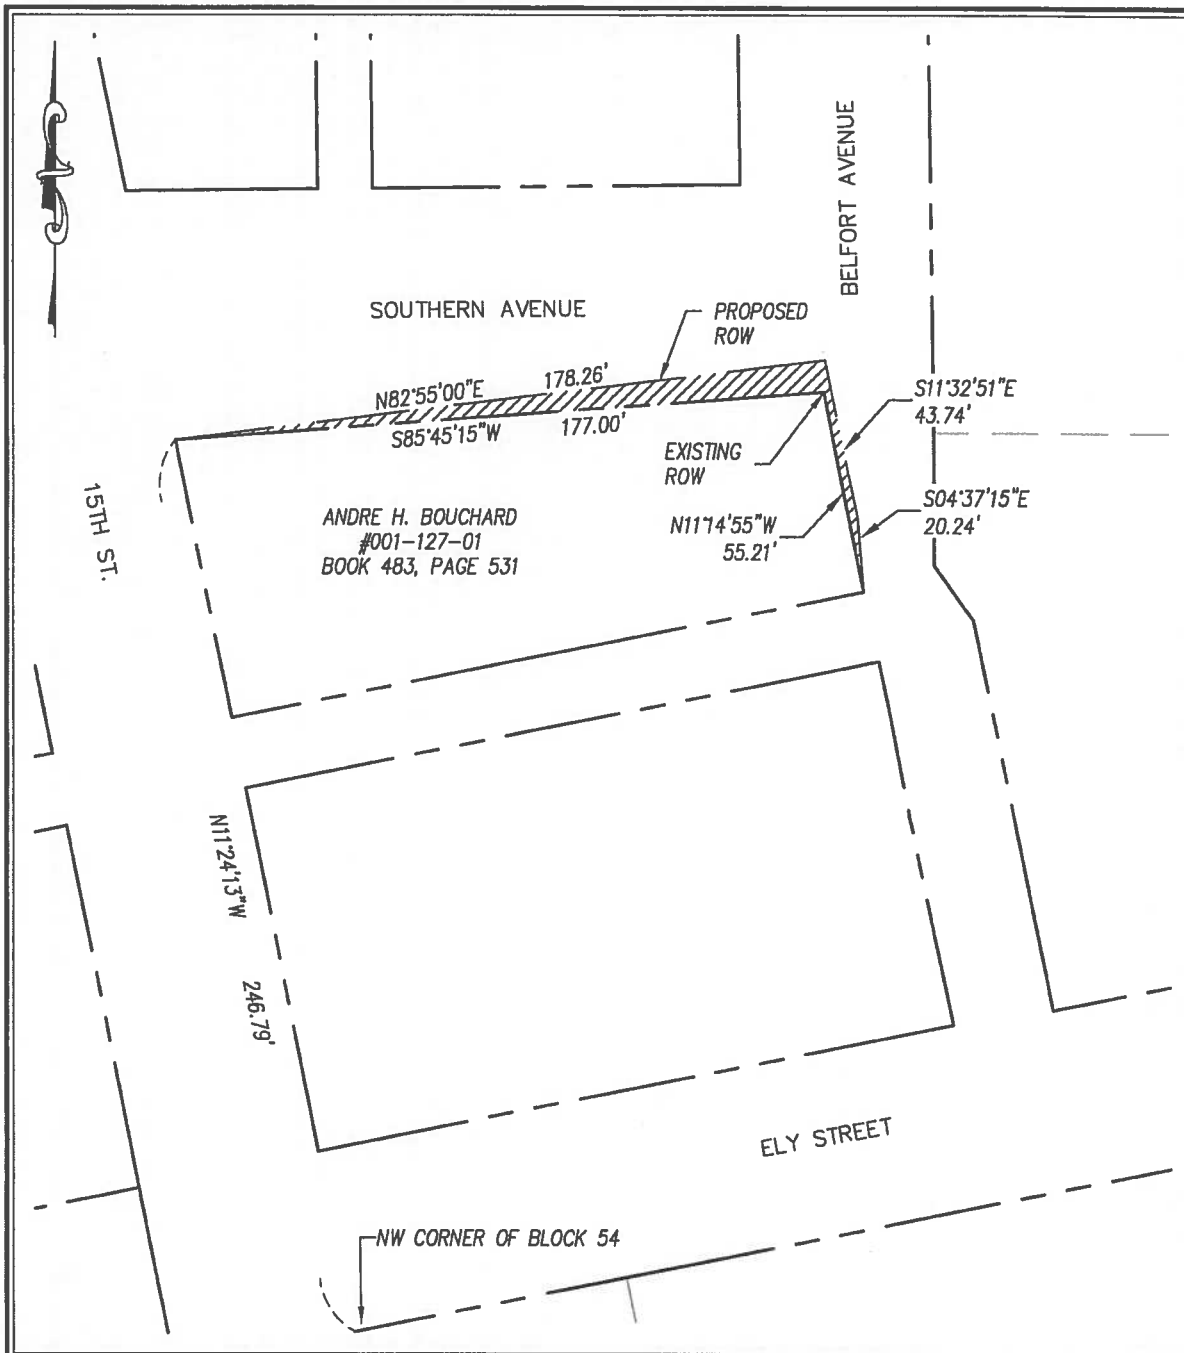 BELFORT AVENUE
SOUTHERN AVENUE
PROPOSED
ROW
N82°55'00"E 178.26'
S85°45'15"W 177.00'
S11°32'51"E
43.74'
EXISTING
ROW
S04°37'15"E
20.24'
N11°14'55"W
55.21'
15TH ST.
ANDRE H. BOUCHARD
#001-127-01
BOOK 483, PAGE 531
N11°24'13"W 246.79'
ELY STREET
NW CORNER OF BLOCK 54